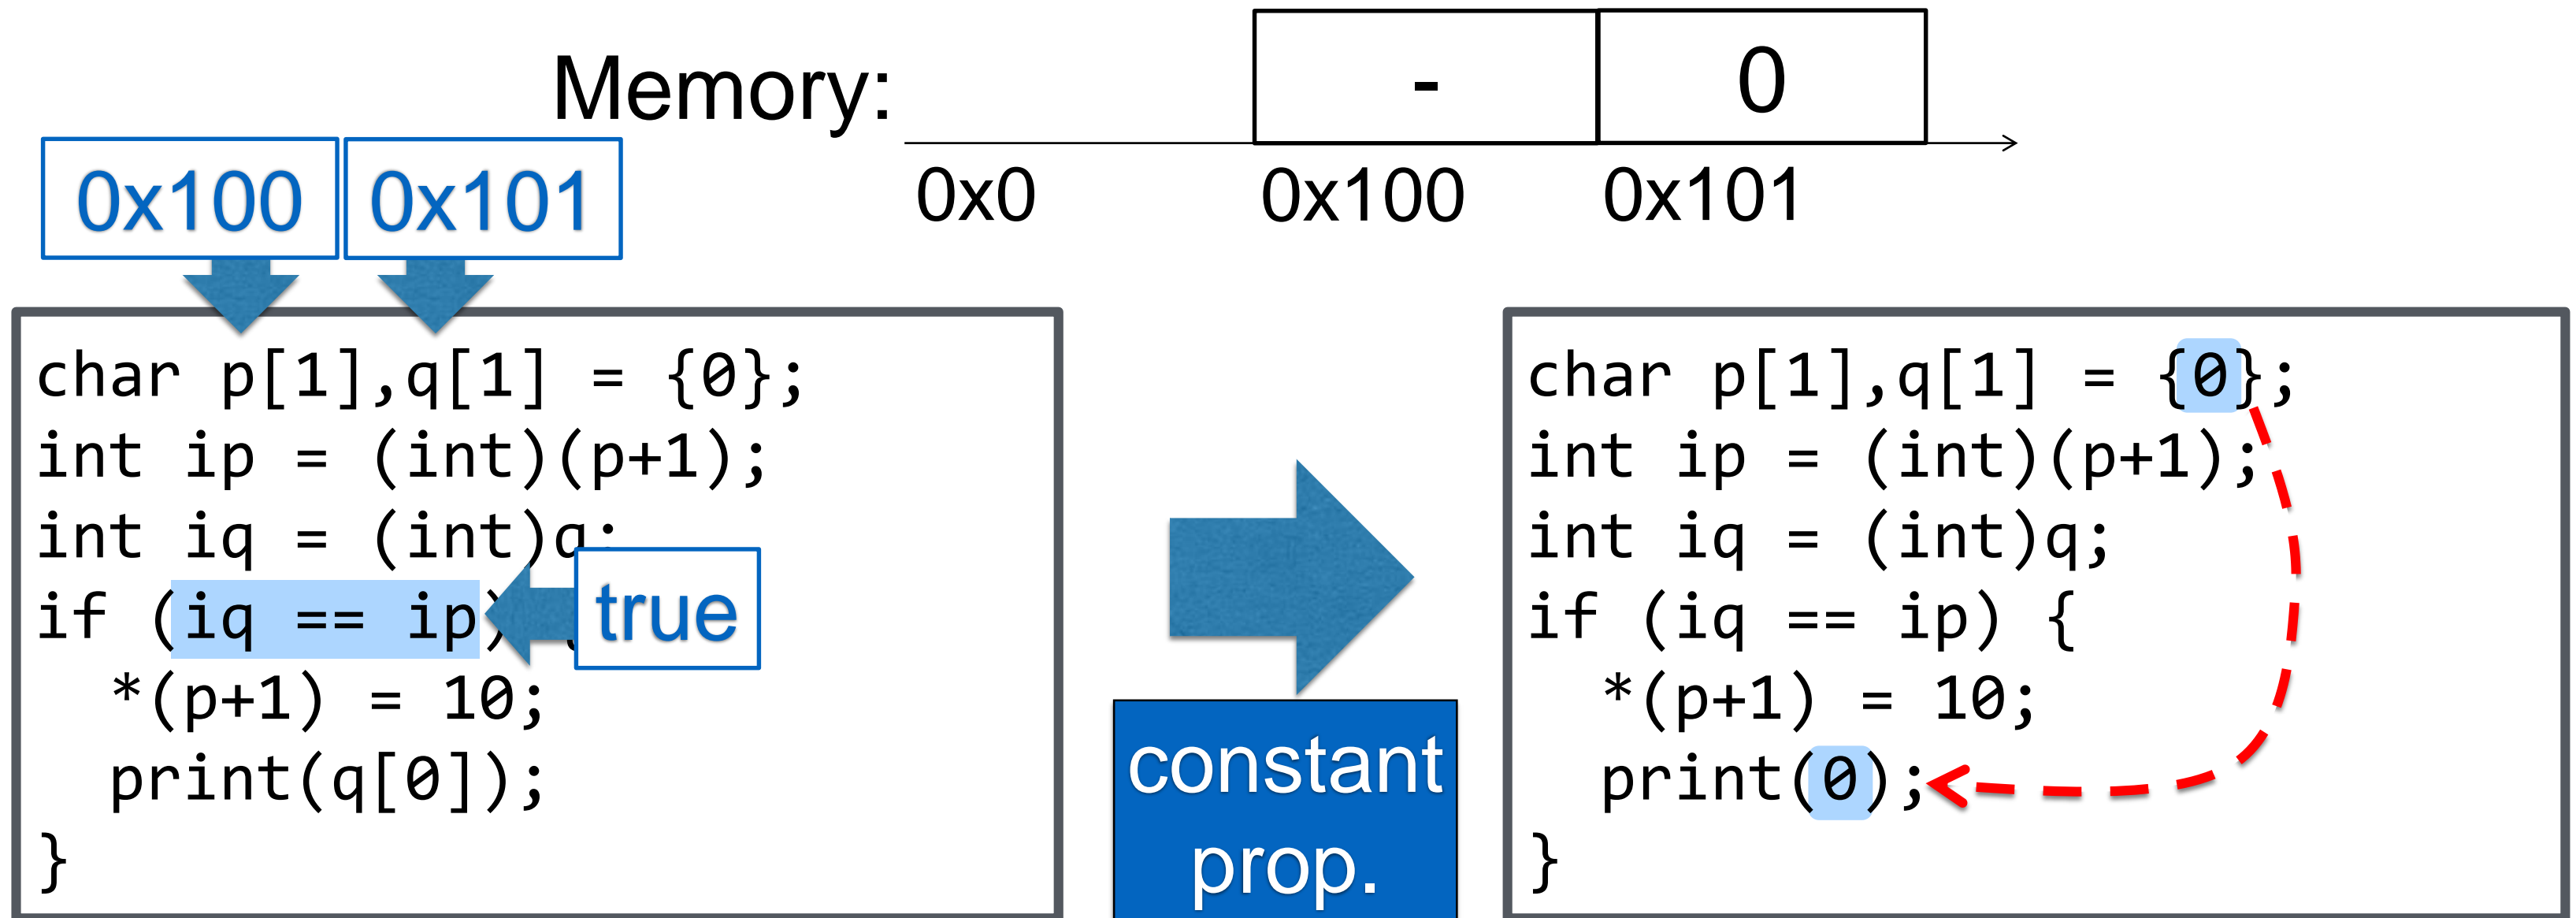 Memory:
- 0
0x0 0x100 0x101
0x100 0x101
char p[1],q[1] = {0};
int ip = (int)(p+1);
int iq = (int)q;
if (iq == ip)
true
*(p+1) = 10;
print(q[0]);
}
constant
prop.
char p[1],q[1] = {0};
int ip = (int)(p+1);
int iq = (int)q;
if (iq == ip) {
*(p+1) = 10;
print(0);
}